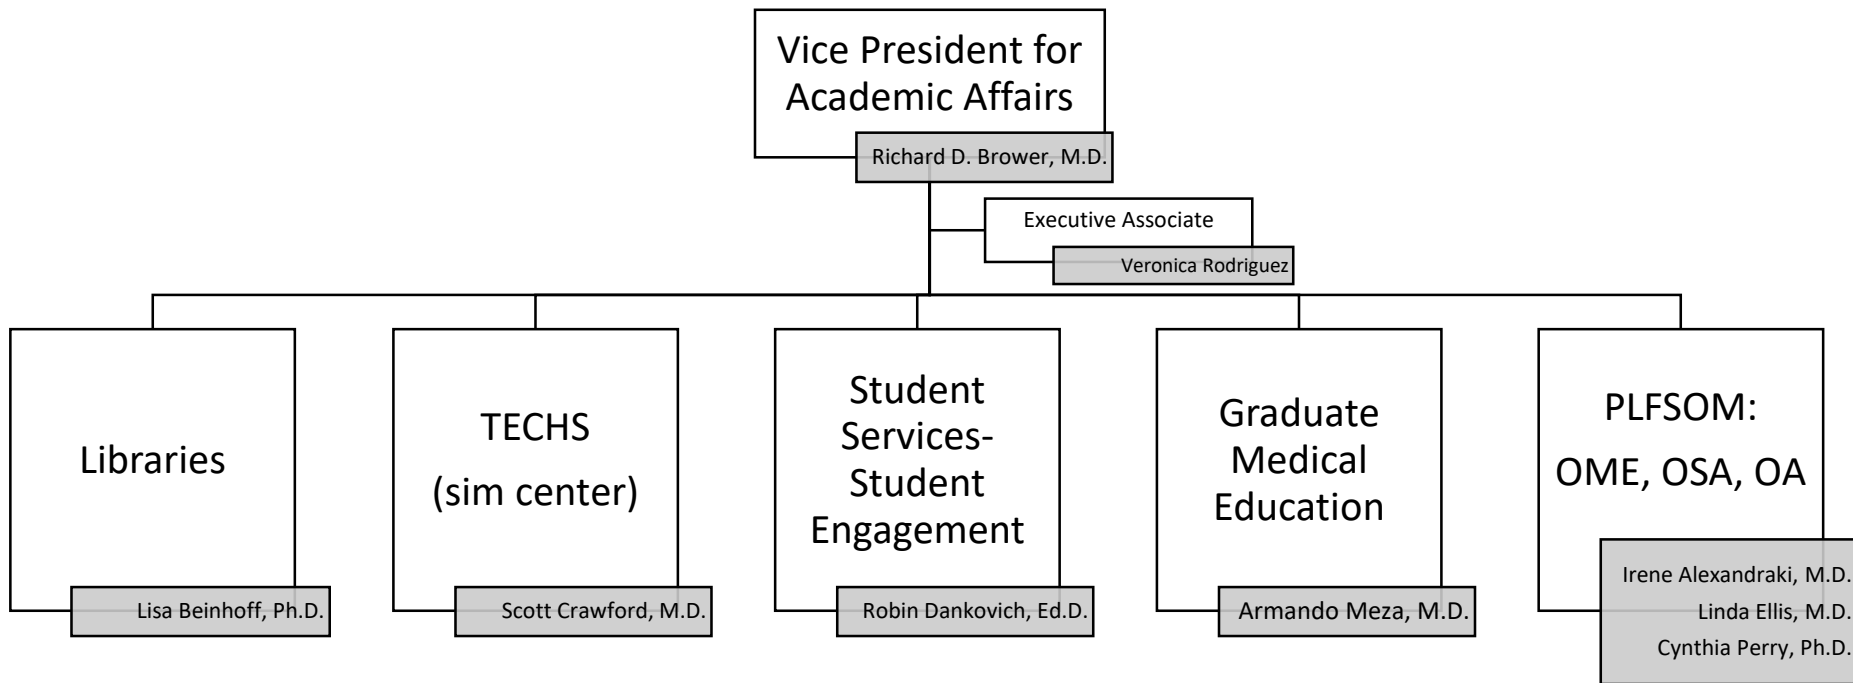 Vice President for
Academic Affairs
Richard D. Brower, M.D.
Executive Associate
Veronica Rodriguez
Libraries
Lisa Beinhoff, Ph.D.
TECHS
(sim center)
Scott Crawford, M.D.
Student
Services-
Student
Engagement
Robin Dankovich, Ed.D.
Graduate
Medical
Education
Armando Meza, M.D.
PLFSOM:
OME, OSA, OA
Irene Alexandraki, M.D.
Linda Ellis, M.D.
Cynthia Perry, Ph.D.